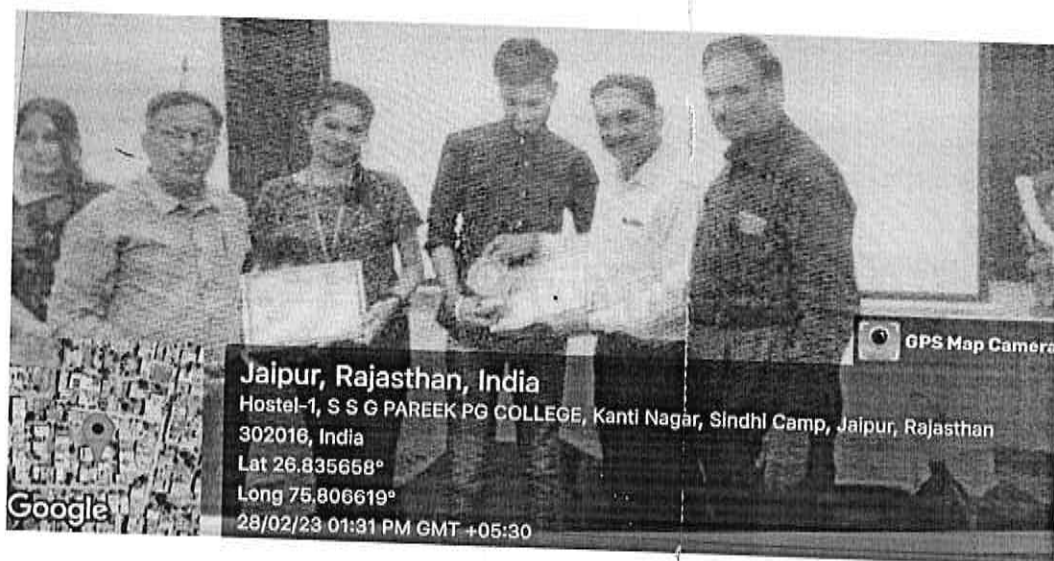 GPS Map Camera
Jaipur, Rajasthan, India
Hostel-1, S S G PAREEK PG COLLEGE, Kanti Nagar, Sindhi Camp, Jaipur, Rajasthan
302016, India
Lat 26.835658°
Long 75.806619°
28/02/23 01:31 PM GMT +05:30
Google